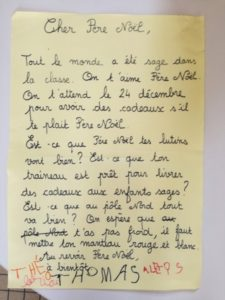 Cher Père Noël,
Tout le monde a été sage dans
la classe. On t'aime Père Noël.
On t'attend le 24 décembre
pour avoir des cadeaux s'il
te plait Père Noël.
Est-ce que Père Noël les lutins
vont bien? Est-ce que ton
traineau est prêt pour livrer
des cadeaux aux enfants sages?
Est-ce que au pôle Nord tout
va bien? On espère que au
pôle Nord t'as pas froid, il faut
mettre ton manteau rouge et blanc.
Au revoir Père Noël.
à bientôt
THOMAS